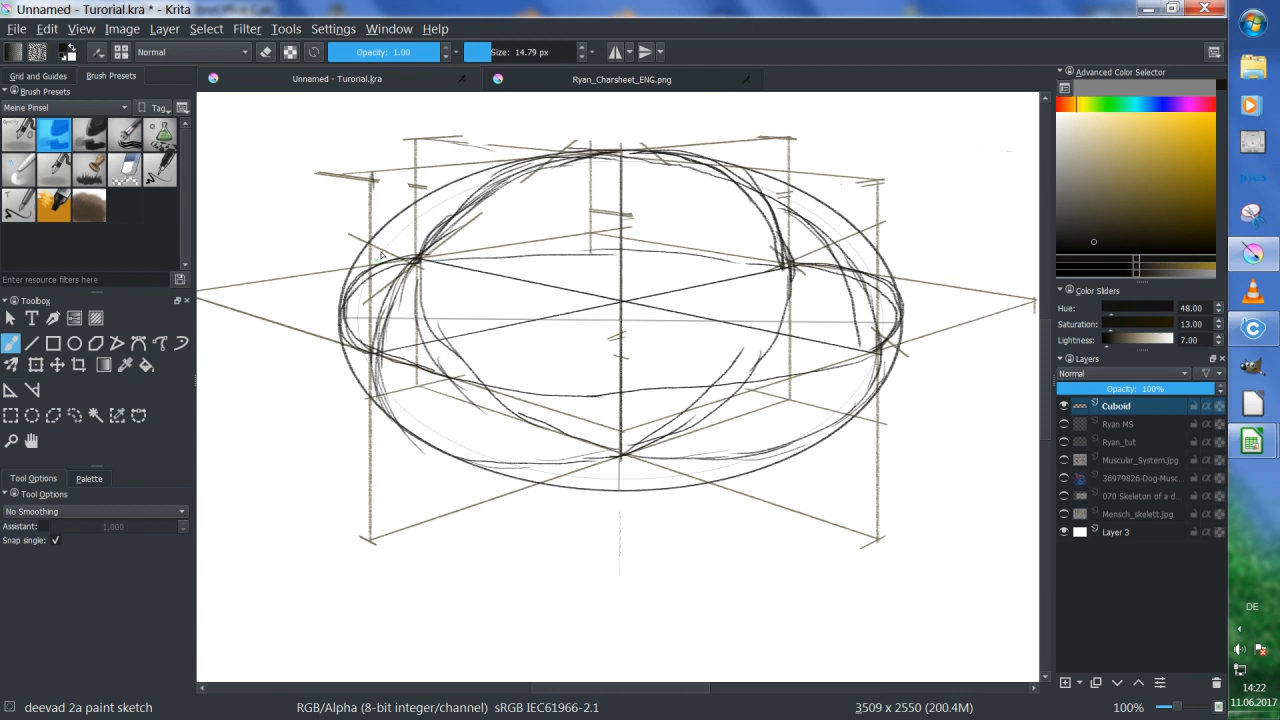 Unnamed - Turorial.kra * - Krita
File Edit View Image Layer Select Filter Tools Settings Window Help
Normal
Opacity: 1.00
Size: 14.79 px
Grid and Guides
Brush Presets
Unnamed - Turorial.kra
Ryan_Charsheet_ENG.png
Advanced Color Selector
Brush Presets
Meine Pinsel
Tag
Enter resource filters here
Toolbox
Color Sliders
Hue: 48.00
Saturation: 13.00
Lightness: 7.00
Layers
Normal
Opacity: 100%
Cuboid
Ryan MS
Ryan_tut
Muscular_System.jpg
36979826-Dog-Musc...
070 Skeleton of a d...
Mensch_skelett.jpg
Layer 3
Tool Options
Palette
Tool Options
No Smoothing
Assistant: 1,000
Snap single:
DE
14:22
11.06.2017
deevad 2a paint sketch
RGB/Alpha (8-bit integer/channel) sRGB IEC61966-2.1
3509 x 2550 (200.4M)
100%